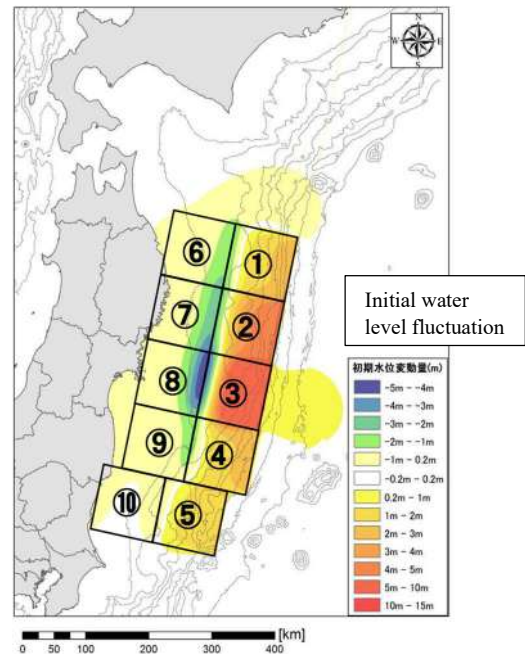 N
W E
S
⑥ ①
⑦ ②
⑧ ③
⑨ ④
⑩ ⑤
Initial water
level fluctuation
初期水位変動量(m)
-5m - -4m
-4m - -3m
-3m - -2m
-2m - -1m
-1m - 0.2m
-0.2m - 0.2m
0.2m - 1m
1m - 2m
2m - 3m
3m - 4m
4m - 5m
5m - 10m
10m - 15m
0 25 50 100 200 300 400 [km]